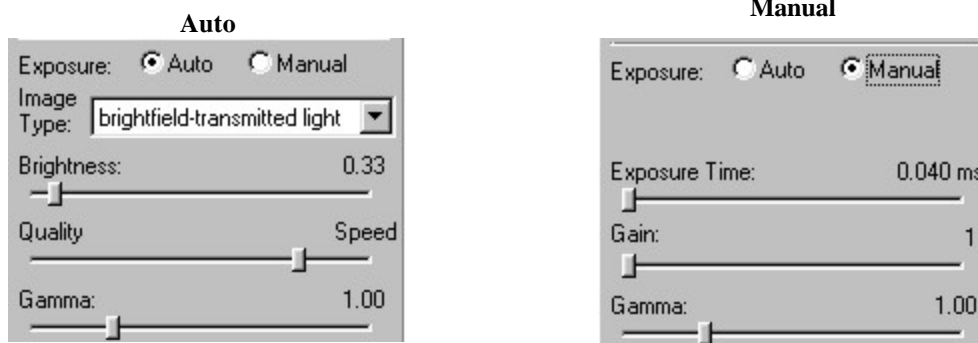 Auto
Exposure: Auto Manual
Image
Type: brightfield-transmitted light
Brightness: 0.33
Quality Speed
Gamma: 1.00
Manual
Exposure: Auto Manual
Exposure Time: 0.040 ms
Gain: 1
Gamma: 1.00